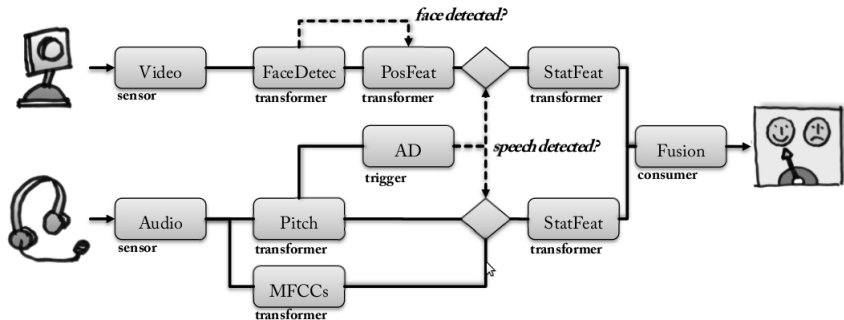 face detected?
Video
FaceDetec
PosFeat
StatFeat
sensor
transformer
transformer
transformer
AD
speech detected?
Fusion
trigger
consumer
Audio
Pitch
StatFeat
sensor
transformer
transformer
MFCCs
transformer